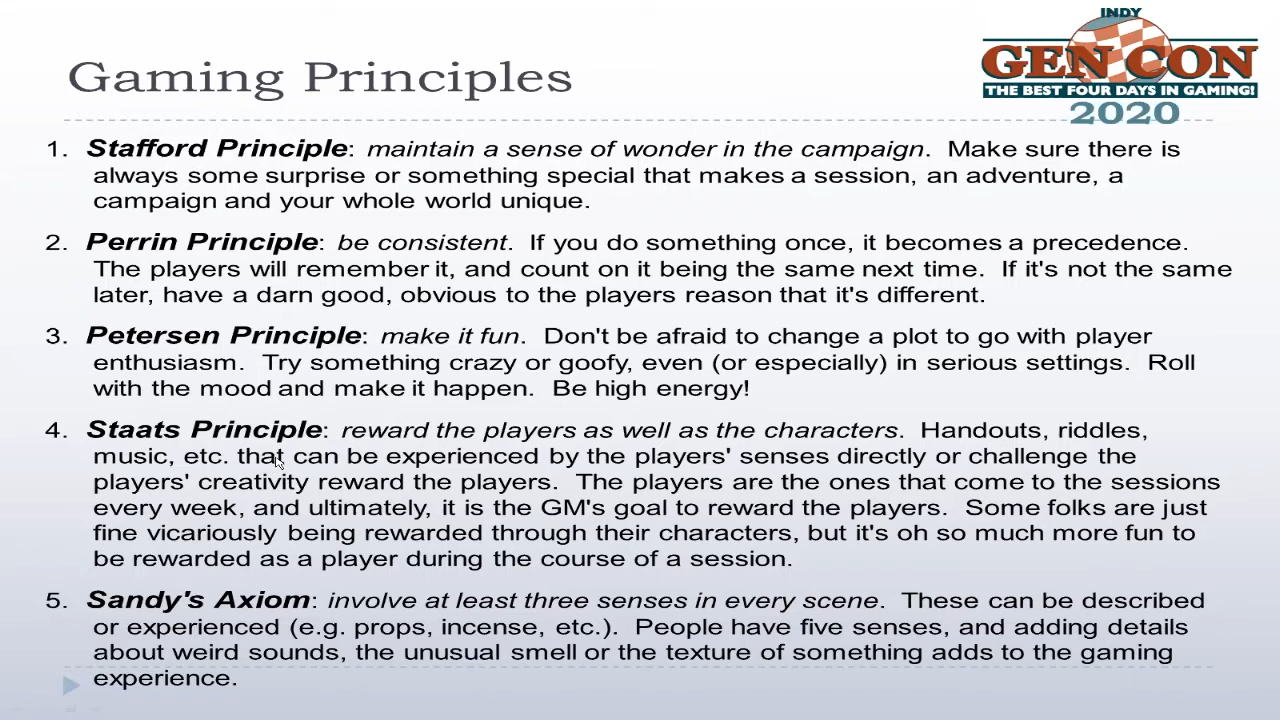 INDY
GEN CON
THE BEST FOUR DAYS IN GAMING!
2020
Gaming Principles
1. Stafford Principle: maintain a sense of wonder in the campaign. Make sure there is
always some surprise or something special that makes a session, an adventure, a
campaign and your whole world unique.
2. Perrin Principle: be consistent. If you do something once, it becomes a precedence.
The players will remember it, and count on it being the same next time. If it's not the same
later, have a darn good, obvious to the players reason that it's different.
3. Petersen Principle: make it fun. Don't be afraid to change a plot to go with player
enthusiasm. Try something crazy or goofy, even (or especially) in serious settings. Roll
with the mood and make it happen. Be high energy!
4. Staats Principle: reward the players as well as the characters. Handouts, riddles,
music, etc. that can be experienced by the players' senses directly or challenge the
players' creativity reward the players. The players are the ones that come to the sessions
every week, and ultimately, it is the GM's goal to reward the players. Some folks are just
fine vicariously being rewarded through their characters, but it's oh so much more fun to
be rewarded as a player during the course of a session.
5. Sandy's Axiom: involve at least three senses in every scene. These can be described
or experienced (e.g. props, incense, etc.). People have five senses, and adding details
about weird sounds, the unusual smell or the texture of something adds to the gaming
experience.